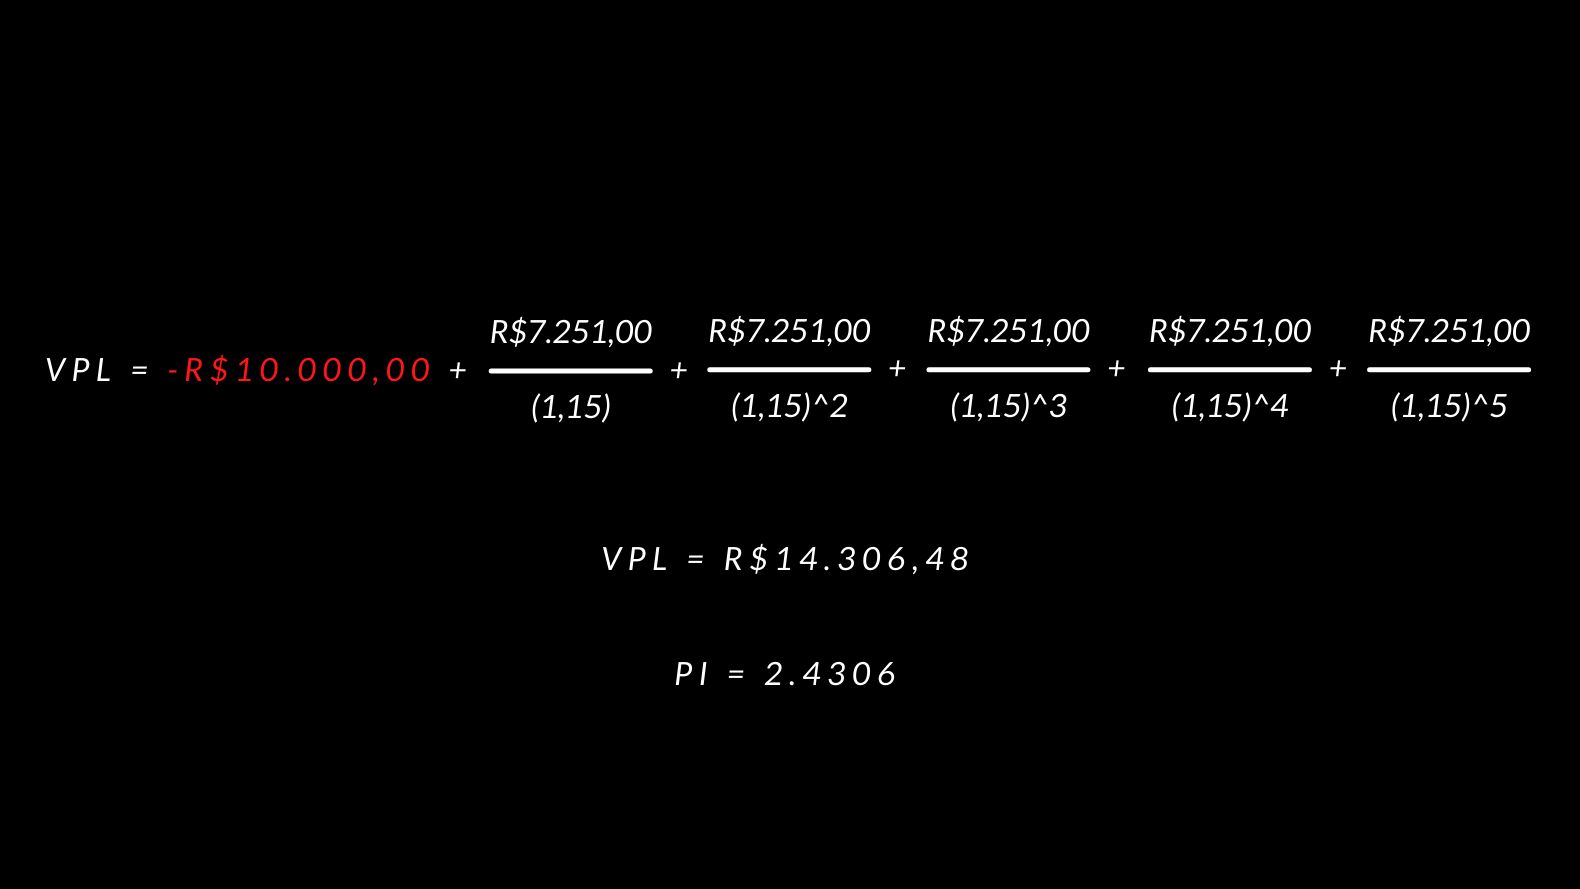 VPL = -R$10.000,00 + R$7.251,00 / (1,15) + R$7.251,00 / (1,15)^2 + R$7.251,00 / (1,15)^3 + R$7.251,00 / (1,15)^4 + R$7.251,00 / (1,15)^5
VPL = R$14.306,48
PI = 2.4306